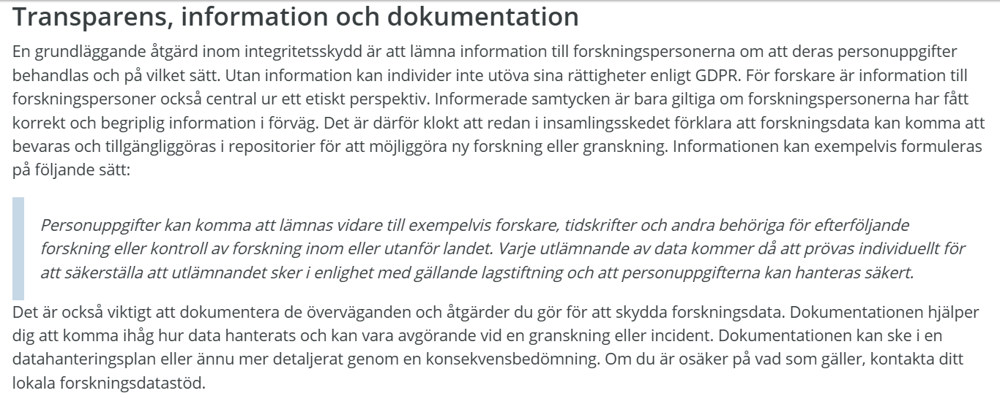 Transparens, information och dokumentation
En grundläggande åtgärd inom integritetsskydd är att lämna information till forskningspersonerna om att deras personuppgifter
behandlas och på vilket sätt. Utan information kan individer inte utöva sina rättigheter enligt GDPR. För forskare är information till
forskningspersoner också central ur ett etiskt perspektiv. Informerade samtycken är bara giltiga om forskningspersonerna har fått
korrekt och begriplig information i förväg. Det är därför klokt att redan i insamlingsskedet förklara att forskningsdata kan komma att
bevaras och tillgängliggöras i repositorier för att möjliggöra ny forskning eller granskning. Informationen kan exempelvis formuleras
på följande sätt:
Personuppgifter kan komma att lämnas vidare till exempelvis forskare, tidskrifter och andra behöriga för efterföljande
forskning eller kontroll av forskning inom eller utanför landet. Varje utlämnande av data kommer då att prövas individuellt för
att säkerställa att utlämnandet sker i enlighet med gällande lagstiftning och att personuppgifterna kan hanteras säkert.
Det är också viktigt att dokumentera de överväganden och åtgärder du gör för att skydda forskningsdata. Dokumentationen hjälper
dig att komma ihåg hur data hanterats och kan vara avgörande vid en granskning eller incident. Dokumentationen kan ske i en
datahanteringsplan eller ännu mer detaljerat genom en konsekvensbedömning. Om du är osäker på vad som gäller, kontakta ditt
lokala forskningsdatastöd.